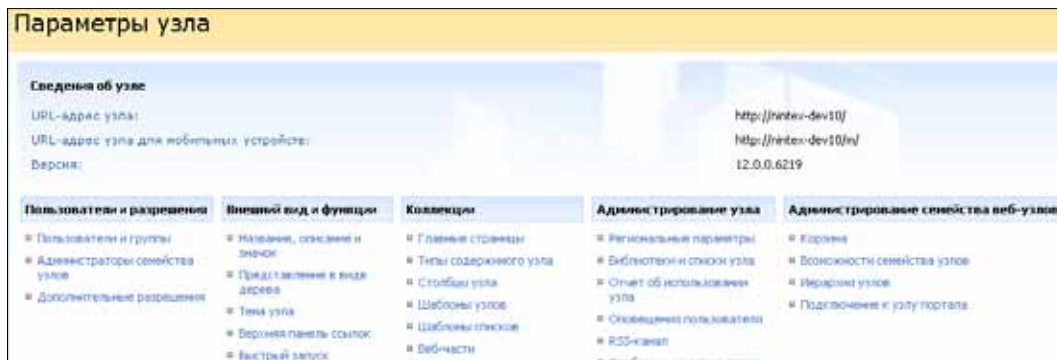 Параметры узла
Сведения об узле
URL-адрес узла: http://nintex-dev10/
URL-адрес узла для мобильных устройств: http://nintex-dev10/m/
Версия: 12.0.0.6219
Пользователи и разрешения
Пользователи и группы
Администраторы семейства
узлов
Дополнительные разрешения
Внешний вид и функции
Название, описание и
значок
Представление в виде
дерева
Тема узла
Верхняя панель ссылок
Быстрый запуск
Коллекции
Главные страницы
Типы содержимого узла
Столбцы узла
Шаблоны узлов
Шаблоны списков
Веб-части
Администрирование узла
Региональные параметры
Библиотеки и списки узла
Отчет об использовании
узла
Оповещения пользователя
RSS-канал
Администрирование семейства веб-узлов
Корзина
Возможности семейства узлов
Иерархия узлов
Подключение к узлу портала